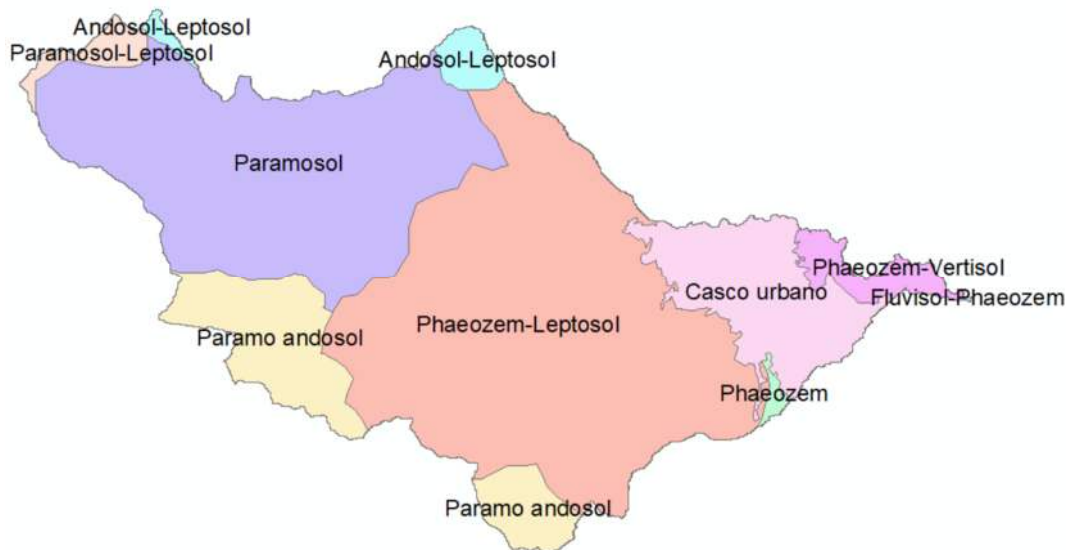 Andosol-Leptosol
Paramosol-Leptosol
Andosol-Leptosol
Paramosol
Phaeozem-Vertisol
Casco urbano
Fluvisol-Phaeozem
Phaeozem-Leptosol
Paramo andosol
Phaeozem
Paramo andosol